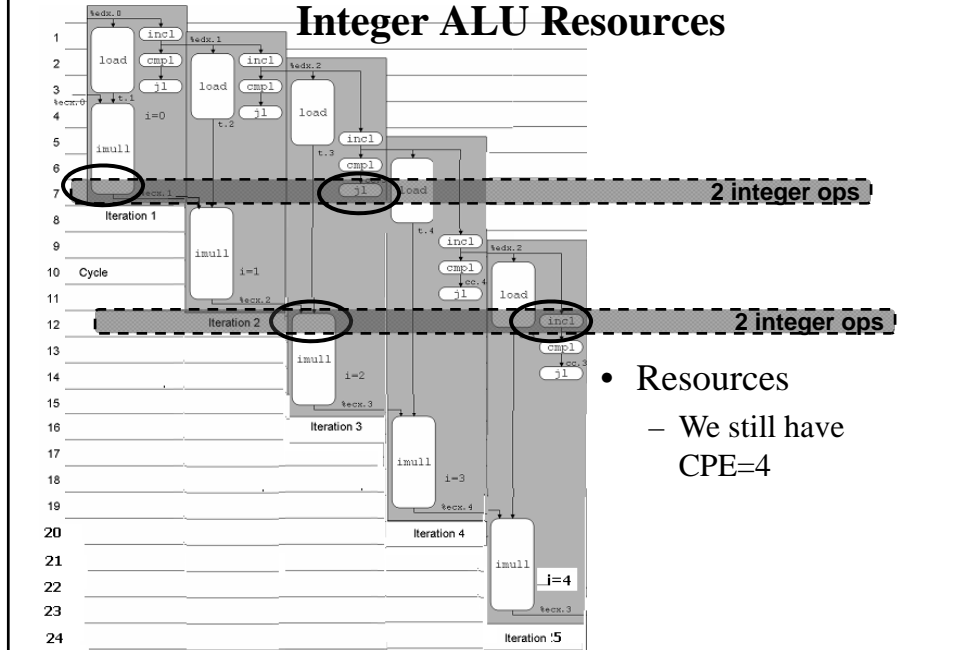 Integer ALU Resources
%edx.0
1
incl
load
%edx.1
2
cmpl
incl
load
%edx.2
3
jl
cmpl
%ecx.0
t.1
jl
load
4
i=0
t.2
5
imull
incl
t.3
6
cmpl
7
%ecx.1
jl
load
2 integer ops
8
Iteration 1
t.4
9
imull
incl
%edx.2
10
Cycle
i=1
cmpl
cc.4
11
%ecx.2
jl
load
12
Iteration 2
incl
2 integer ops
13
imull
cmpl
cc.3
14
i=2
jl
• Resources
15
%ecx.3
16
Iteration 3
– We still have
17
imull
CPE=4
18
i=3
19
%ecx.4
20
Iteration 4
21
imull
22
i=4
23
%ecx.3
24
Iteration 5